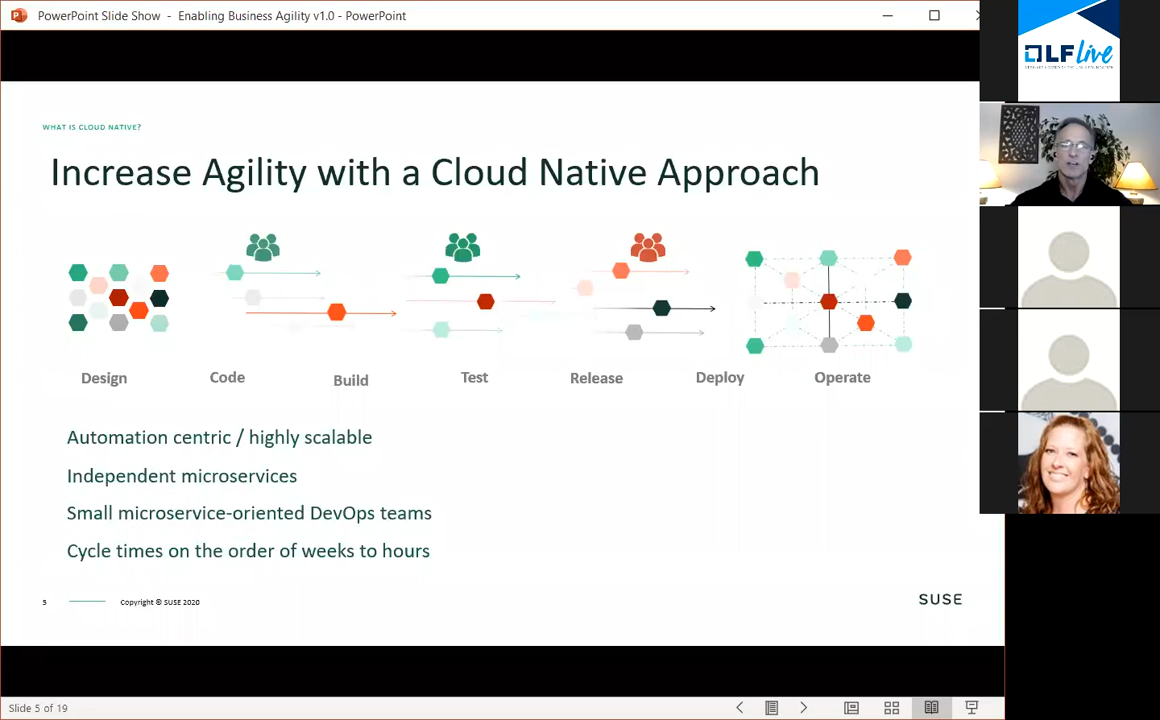 PowerPoint Slide Show - Enabling Business Agility v1.0 - PowerPoint
LF Live
WHAT IS CLOUD NATIVE?
Increase Agility with a Cloud Native Approach
Design
Code
Build
Test
Release
Deploy
Operate
Automation centric / highly scalable
Independent microservices
Small microservice-oriented DevOps teams
Cycle times on the order of weeks to hours
5
Copyright © SUSE 2020
SUSE
Slide 5 of 19